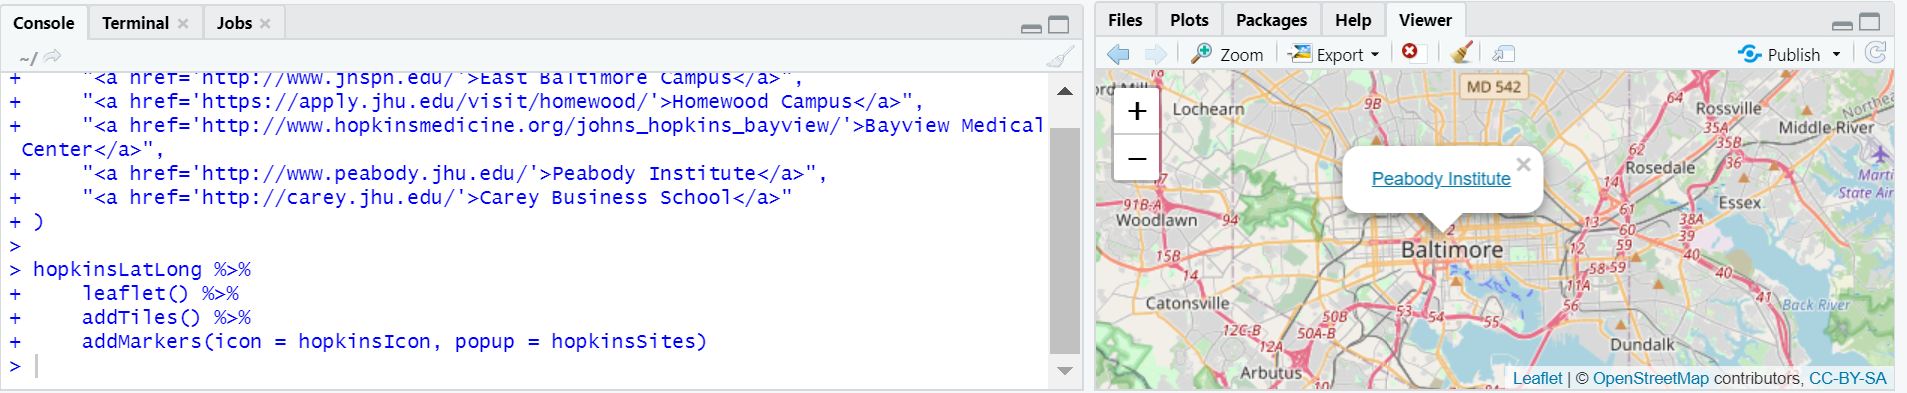 Console Terminal Jobs
~/
+ "<a href='http://www.jhsph.edu/'>East Baltimore Campus</a>",
+ "<a href='https://apply.jhu.edu/visit/homewood/'>Homewood Campus</a>",
+ "<a href='http://www.hopkinsmedicine.org/johns_hopkins_bayview/'>Bayview Medical
Center</a>",
+ "<a href='http://www.peabody.jhu.edu/'>Peabody Institute</a>",
+ "<a href='http://carey.jhu.edu/'>Carey Business School</a>"
+ )
>
> hopkinsLatLong %>%
+ leaflet() %>%
+ addTiles() %>%
+ addMarkers(icon = hopkinsIcon, popup = hopkinsSites)
>
Files Plots Packages Help Viewer
Zoom Export Publish
MD 542
Lochearn
9B
64
Rossville
35A
Middle River
35B
62
36
Rosedale
+
−
Peabody Institute ×
14
Essex
State Air
91B-A
94
Woodlawn
13
61
38A
60
39
Baltimore
12
59
15B
14
58
59
40
40
11A
41
Back River
Catonsville
56
50B
53
54
55
12C-B
50A-B
12A
Dundalk
Arbutus
Leaflet | © OpenStreetMap contributors, CC-BY-SA